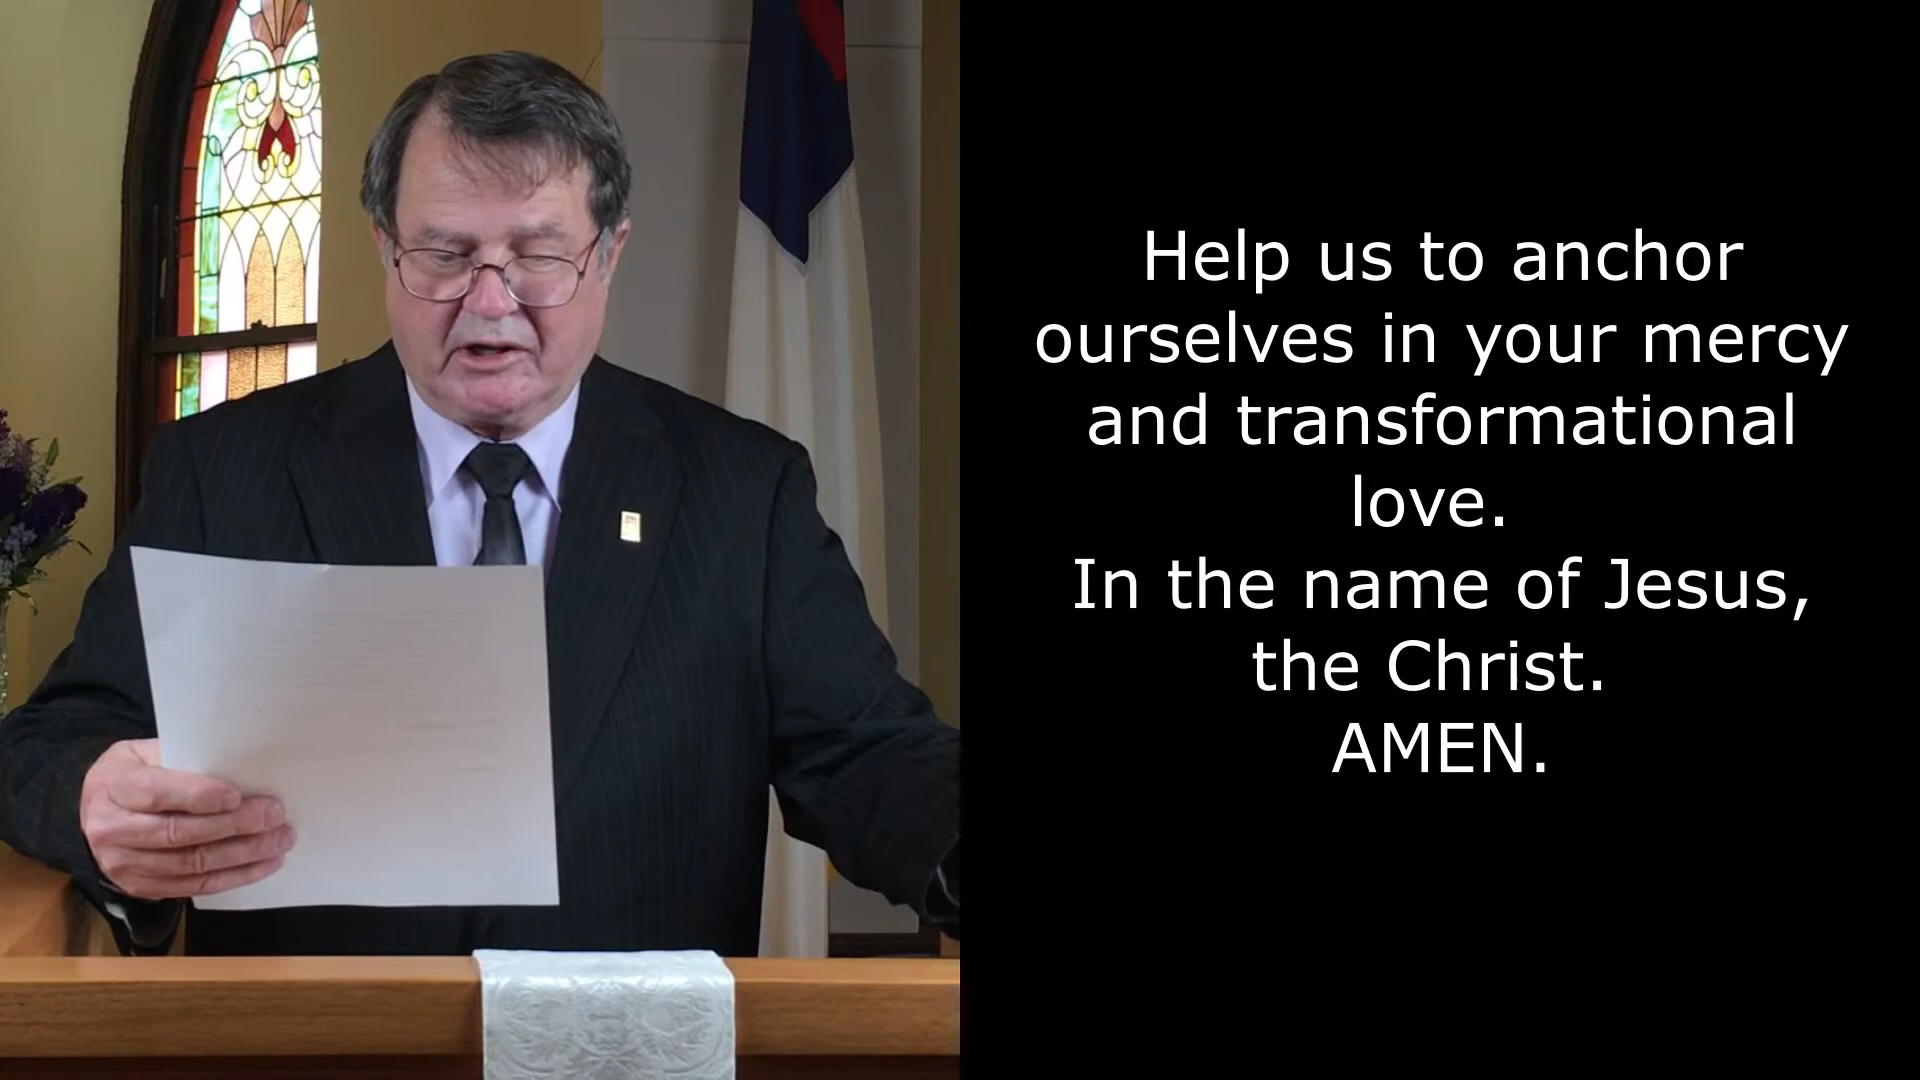 Help us to anchor
ourselves in your mercy
and transformational
love.
In the name of Jesus,
the Christ.
AMEN.